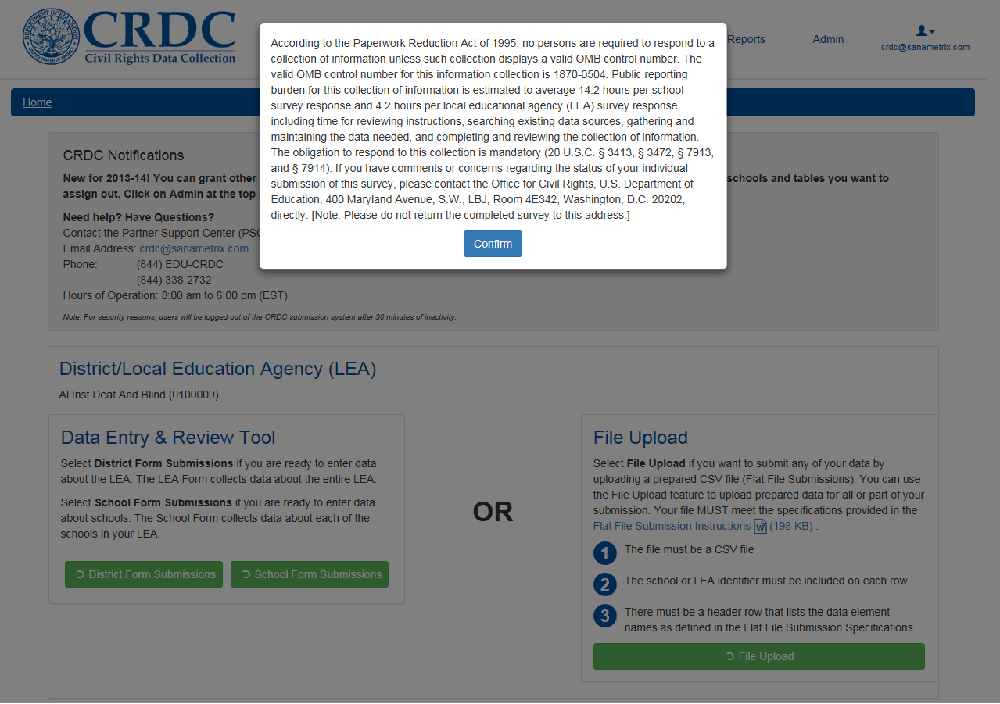 CRDC
Civil Rights Data Collection
DEPARTMENT OF EDUCATION
UNITED STATES OF AMERICA
Reports
Admin
crdc@sanametrix.com
Home
According to the Paperwork Reduction Act of 1995, no persons are required to respond to a
collection of information unless such collection displays a valid OMB control number. The
valid OMB control number for this information collection is 1870-0504. Public reporting
burden for this collection of information is estimated to average 14.2 hours per school
survey response and 4.2 hours per local educational agency (LEA) survey response,
including time for reviewing instructions, searching existing data sources, gathering and
maintaining the data needed, and completing and reviewing the collection of information.
The obligation to respond to this collection is mandatory (20 U.S.C. § 3413, § 3472, § 7913,
and § 7914). If you have comments or concerns regarding the status of your individual
submission of this survey, please contact the Office for Civil Rights, U.S. Department of
Education, 400 Maryland Avenue, S.W., LBJ, Room 4E342, Washington, D.C. 20202,
directly. [Note: Please do not return the completed survey to this address.]
Confirm
CRDC Notifications
New for 2013-14! You can grant other schools and tables you want to
assign out. Click on Admin at the top
Need help? Have Questions?
Contact the Partner Support Center (PSC
Email Address: crdc@sanametrix.com
Phone: (844) EDU-CRDC
(844) 338-2732
Hours of Operation: 8:00 am to 6:00 pm (EST)
Note: For security reasons, users will be logged out of the CRDC submission system after 30 minutes of inactivity.
District/Local Education Agency (LEA)
Al Inst Deaf And Blind (0100009)
Data Entry & Review Tool
Select District Form Submissions if you are ready to enter data
about the LEA. The LEA Form collects data about the entire LEA.
Select School Form Submissions if you are ready to enter data
about schools. The School Form collects data about each of the
schools in your LEA.
District Form Submissions
School Form Submissions
OR
File Upload
Select File Upload if you want to submit any of your data by
uploading a prepared CSV file (Flat File Submissions). You can use
the File Upload feature to upload prepared data for all or part of your
submission. Your file MUST meet the specifications provided in the
Flat File Submission Instructions W (198 KB) .
1 The file must be a CSV file
2 The school or LEA identifier must be included on each row
3 There must be a header row that lists the data element
names as defined in the Flat File Submission Specifications
File Upload